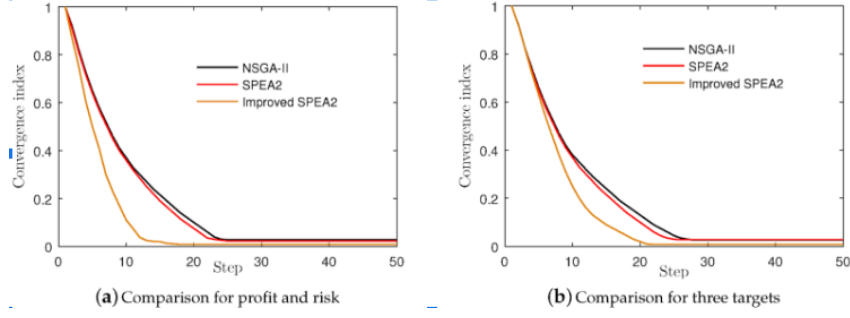 1
0.8
0.6
0.4
0.2
0
Convergence index
NSGA-II
SPEA2
Improved SPEA2
0 10 20 30 40 50
Step
(a) Comparison for profit and risk
1
0.8
0.6
0.4
0.2
0
Convergence index
NSGA-II
SPEA2
Improved SPEA2
0 10 20 30 40 50
Step
(b) Comparison for three targets